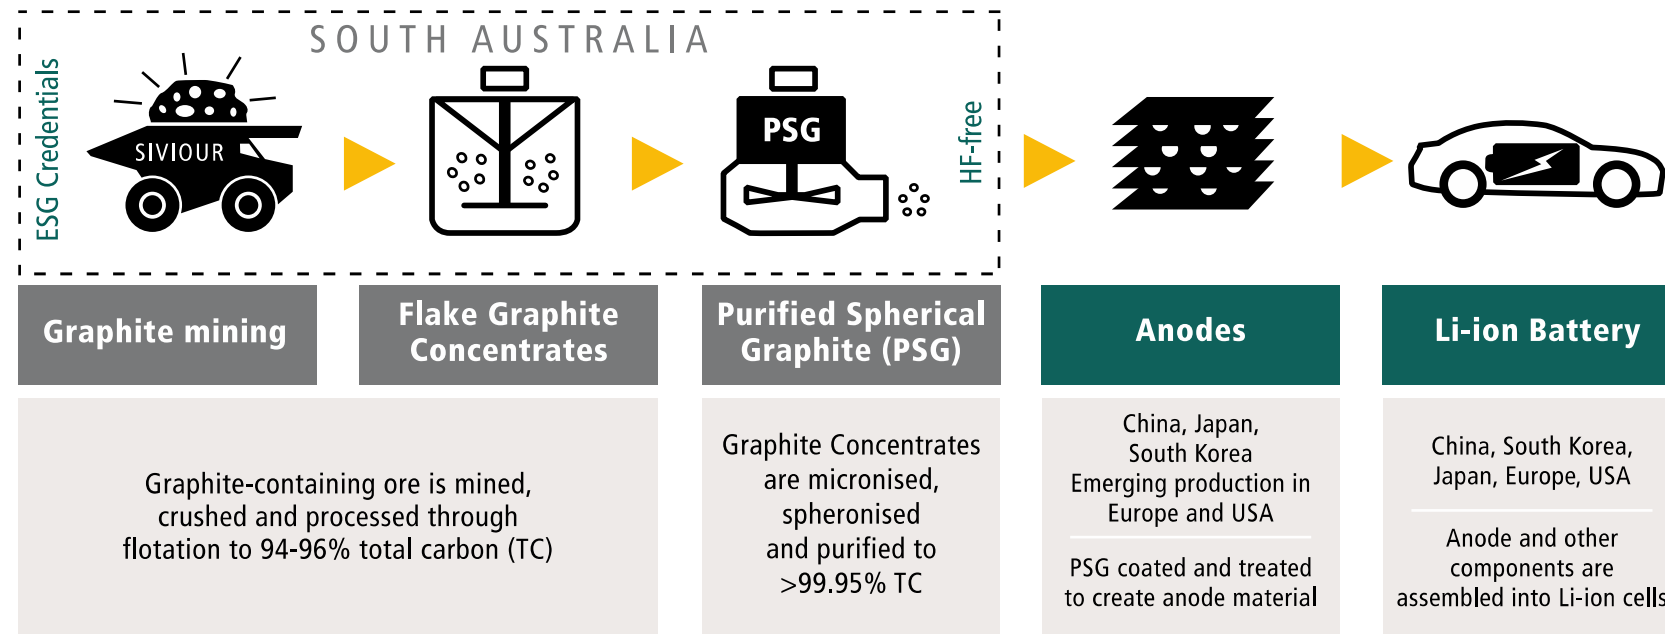 SOUTH AUSTRALIA
ESG Credentials
SIVIOUR
PSG
HF-free
Graphite mining
Flake Graphite
Concentrates
Purified Spherical
Graphite (PSG)
Anodes
Li-ion Battery
Graphite-containing ore is mined,
crushed and processed through
flotation to 94-96% total carbon (TC)
Graphite Concentrates
are micronised,
spheronised
and purified to
>99.95% TC
China, Japan,
South Korea
Emerging production in
Europe and USA
PSG coated and treated
to create anode material
China, South Korea,
Japan, Europe, USA
Anode and other
components are
assembled into Li-ion cells